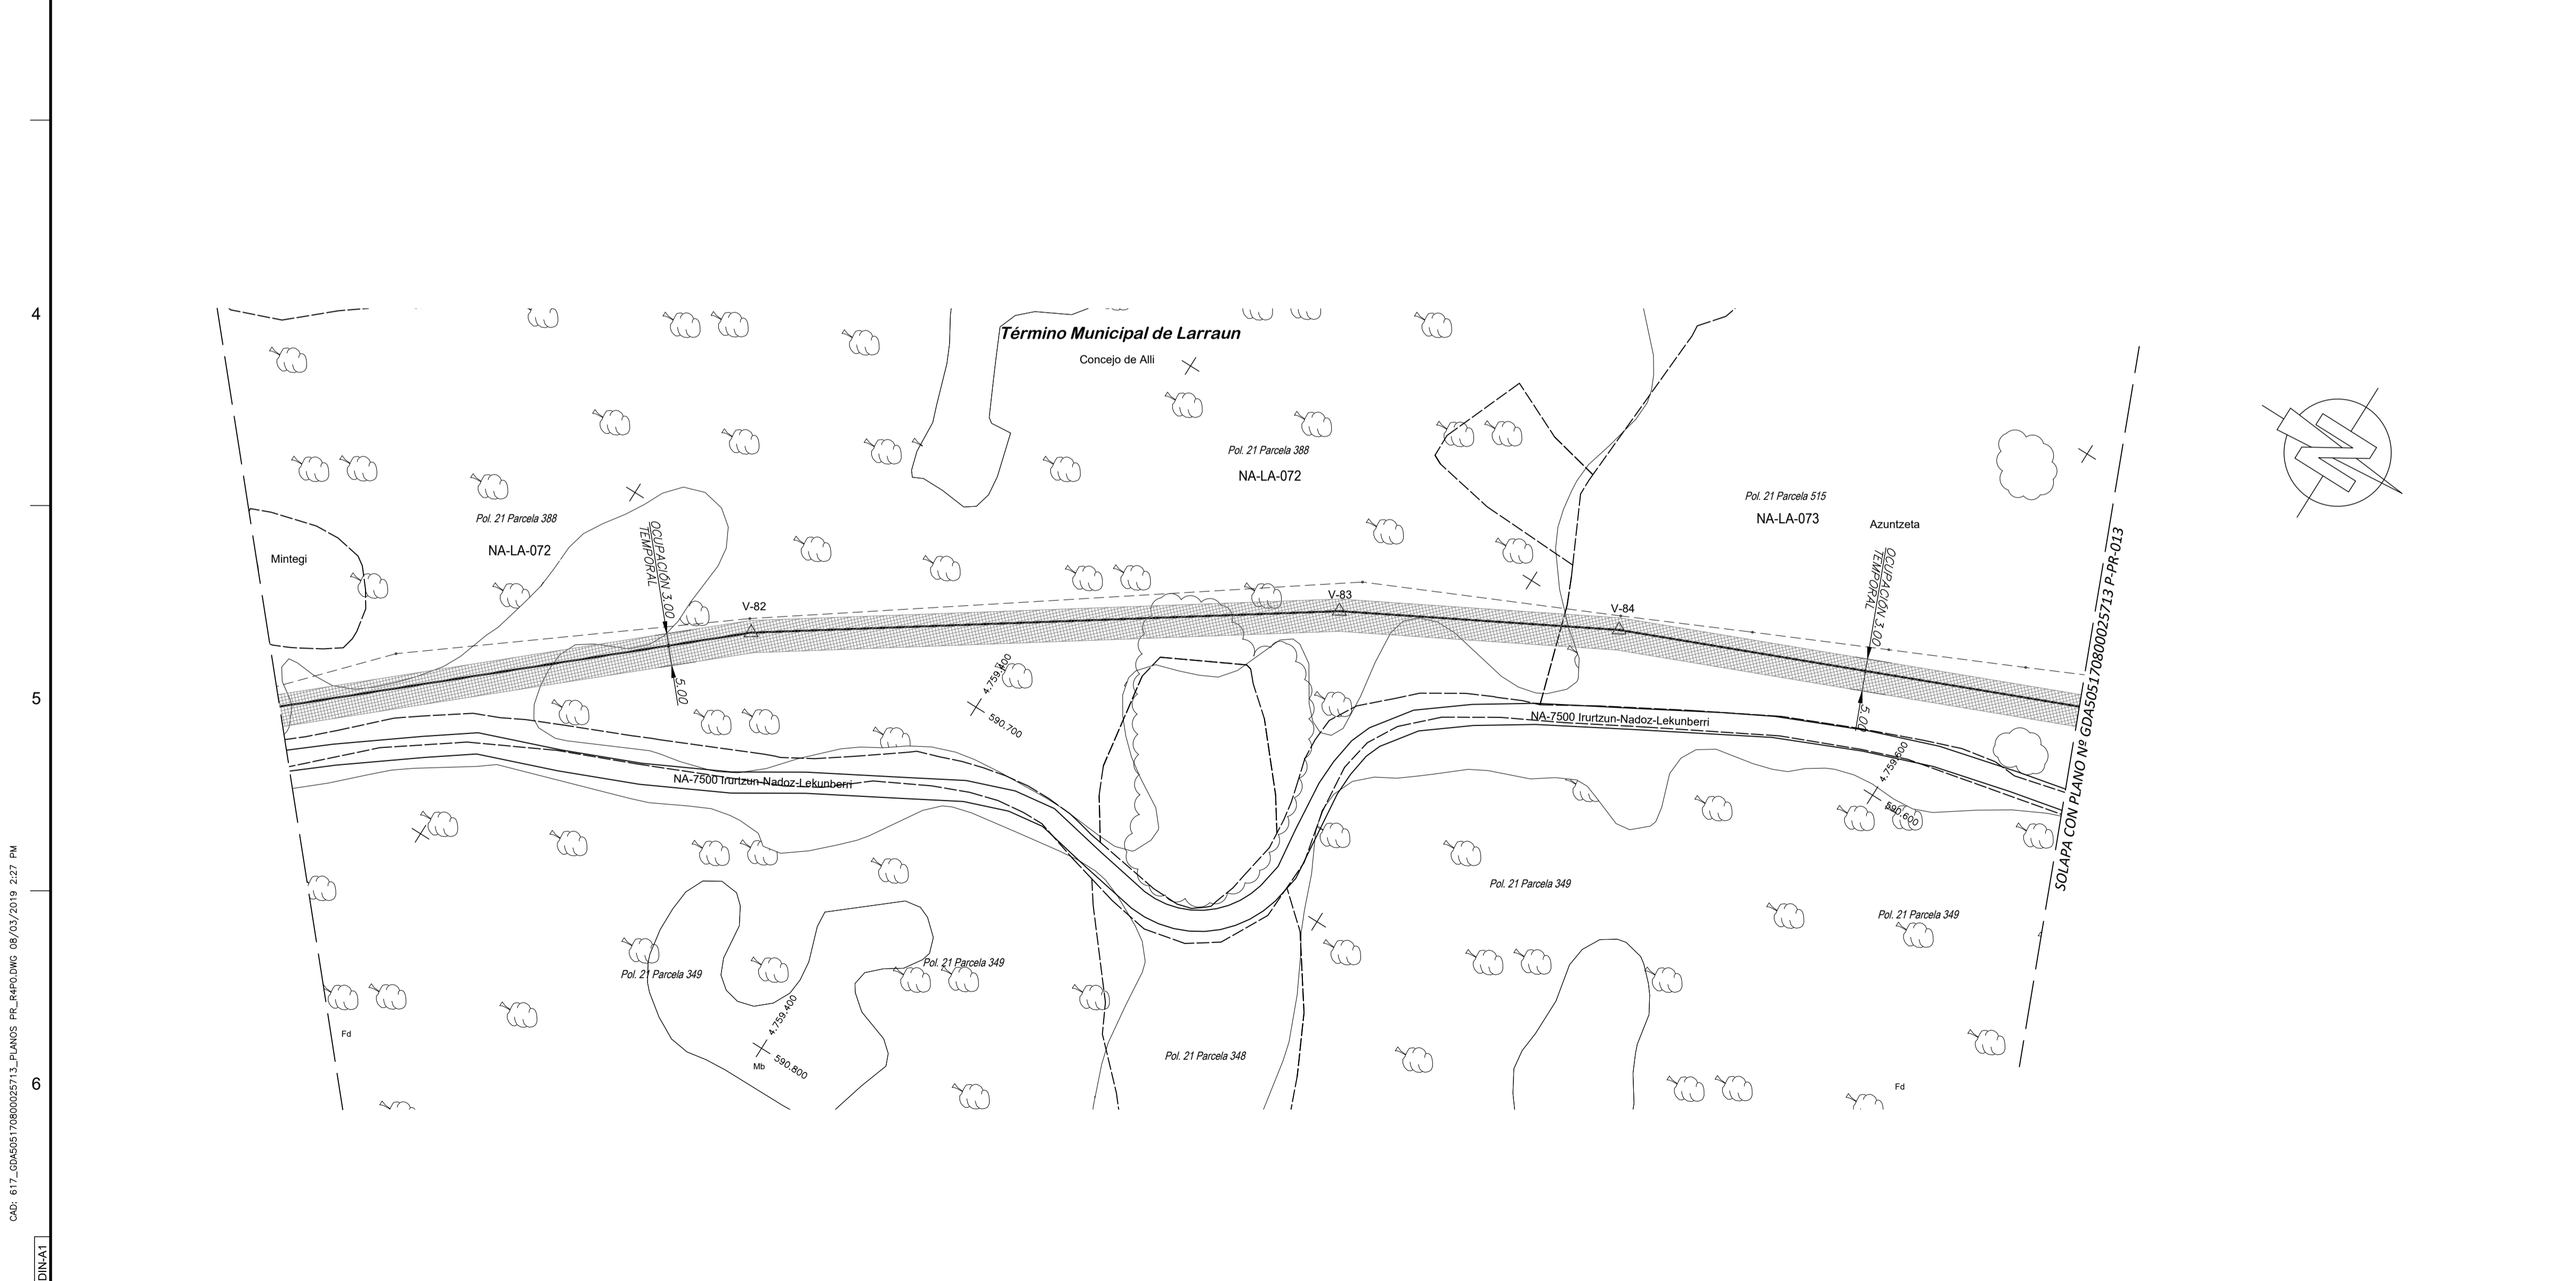 4
5
6
CAD: 617_GDA505170800025713_PLANOS PR_R4P0.DWG 08/03/2019 2:27 PM
DIN-A1
Término Municipal de Larraun
Concejo de Alli
Pol. 21 Parcela 388
NA-LA-072
Pol. 21 Parcela 388
NA-LA-072
Mintegi
OCUPACIÓN 3.00
TEMPORAL
5.00
V-82
V-83
V-84
Pol. 21 Parcela 515
NA-LA-073
Azuntzeta
OCUPACIÓN 3.00
TEMPORAL
5.00
SOLAPA CON PLANO Nº GDA5051708000025713 P-PR-013
590.700
NA-7500 Irurtzun-Nadoz-Lekunberri
NA-7500 Irurtzun-Nadoz-Lekunberri
4.759.600
590.600
Pol. 21 Parcela 349
Pol. 21 Parcela 349
Pol. 21 Parcela 349
Pol. 21 Parcela 349
4.759.400
590.800
Fd
Mb
Pol. 21 Parcela 348
Fd
N